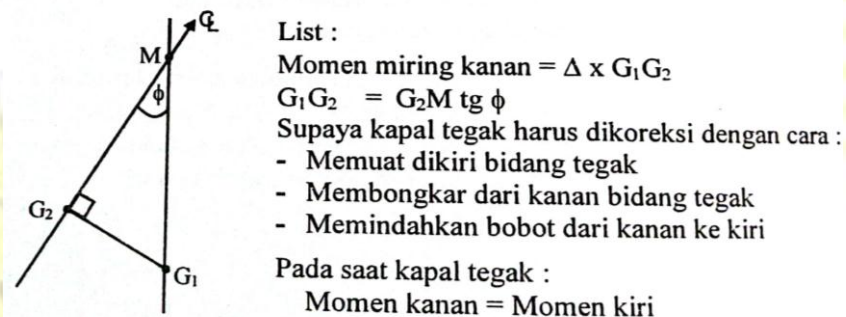 ℄
M
ϕ
G₂
G₁
List :
Momen miring kanan = Δ x G₁G₂
G₁G₂ = G₂M tg ϕ
Supaya kapal tegak harus dikoreksi dengan cara :
- Memuat dikiri bidang tegak
- Membongkar dari kanan bidang tegak
- Memindahkan bobot dari kanan ke kiri
Pada saat kapal tegak :
Momen kanan = Momen kiri